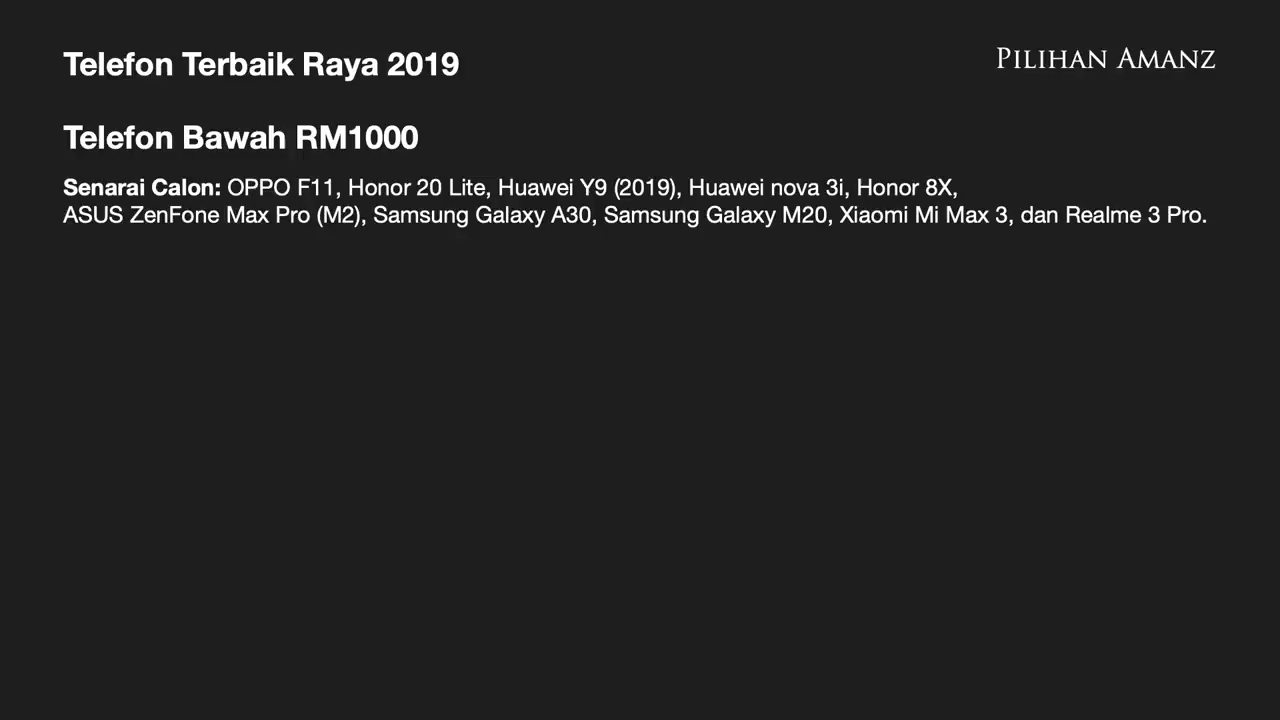 Telefon Terbaik Raya 2019
PILIHAN AMANZ
Telefon Bawah RM1000
Senarai Calon: OPPO F11, Honor 20 Lite, Huawei Y9 (2019), Huawei nova 3i, Honor 8X,
ASUS ZenFone Max Pro (M2), Samsung Galaxy A30, Samsung Galaxy M20, Xiaomi Mi Max 3, dan Realme 3 Pro.